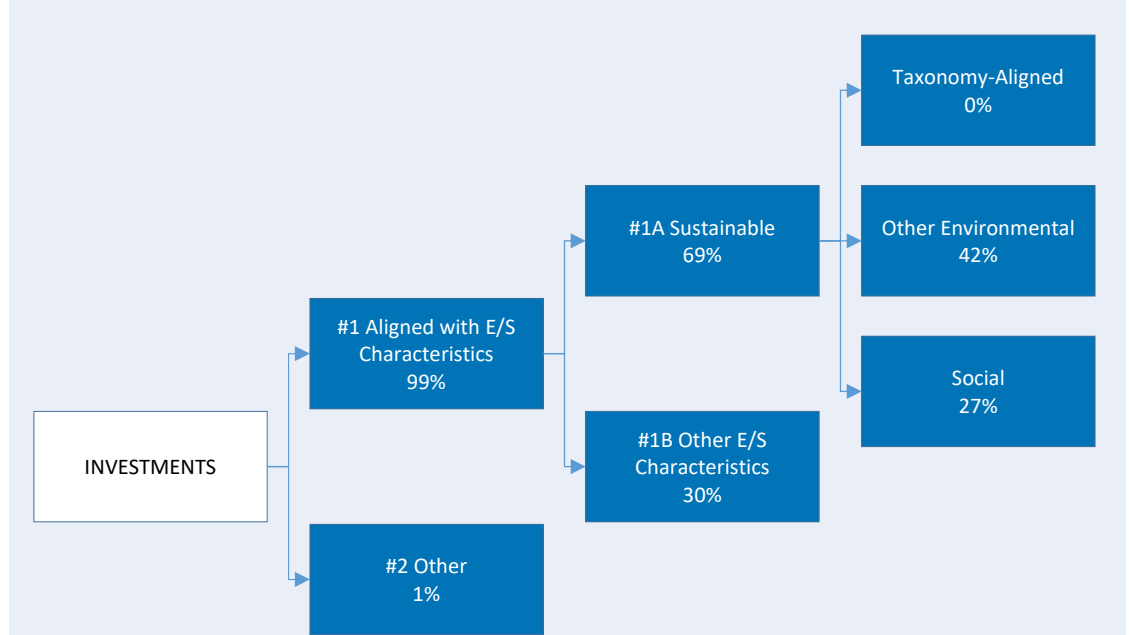 INVESTMENTS
#1 Aligned with E/S
Characteristics
99%
#2 Other
1%
#1A Sustainable
69%
#1B Other E/S
Characteristics
30%
Taxonomy-Aligned
0%
Other Environmental
42%
Social
27%